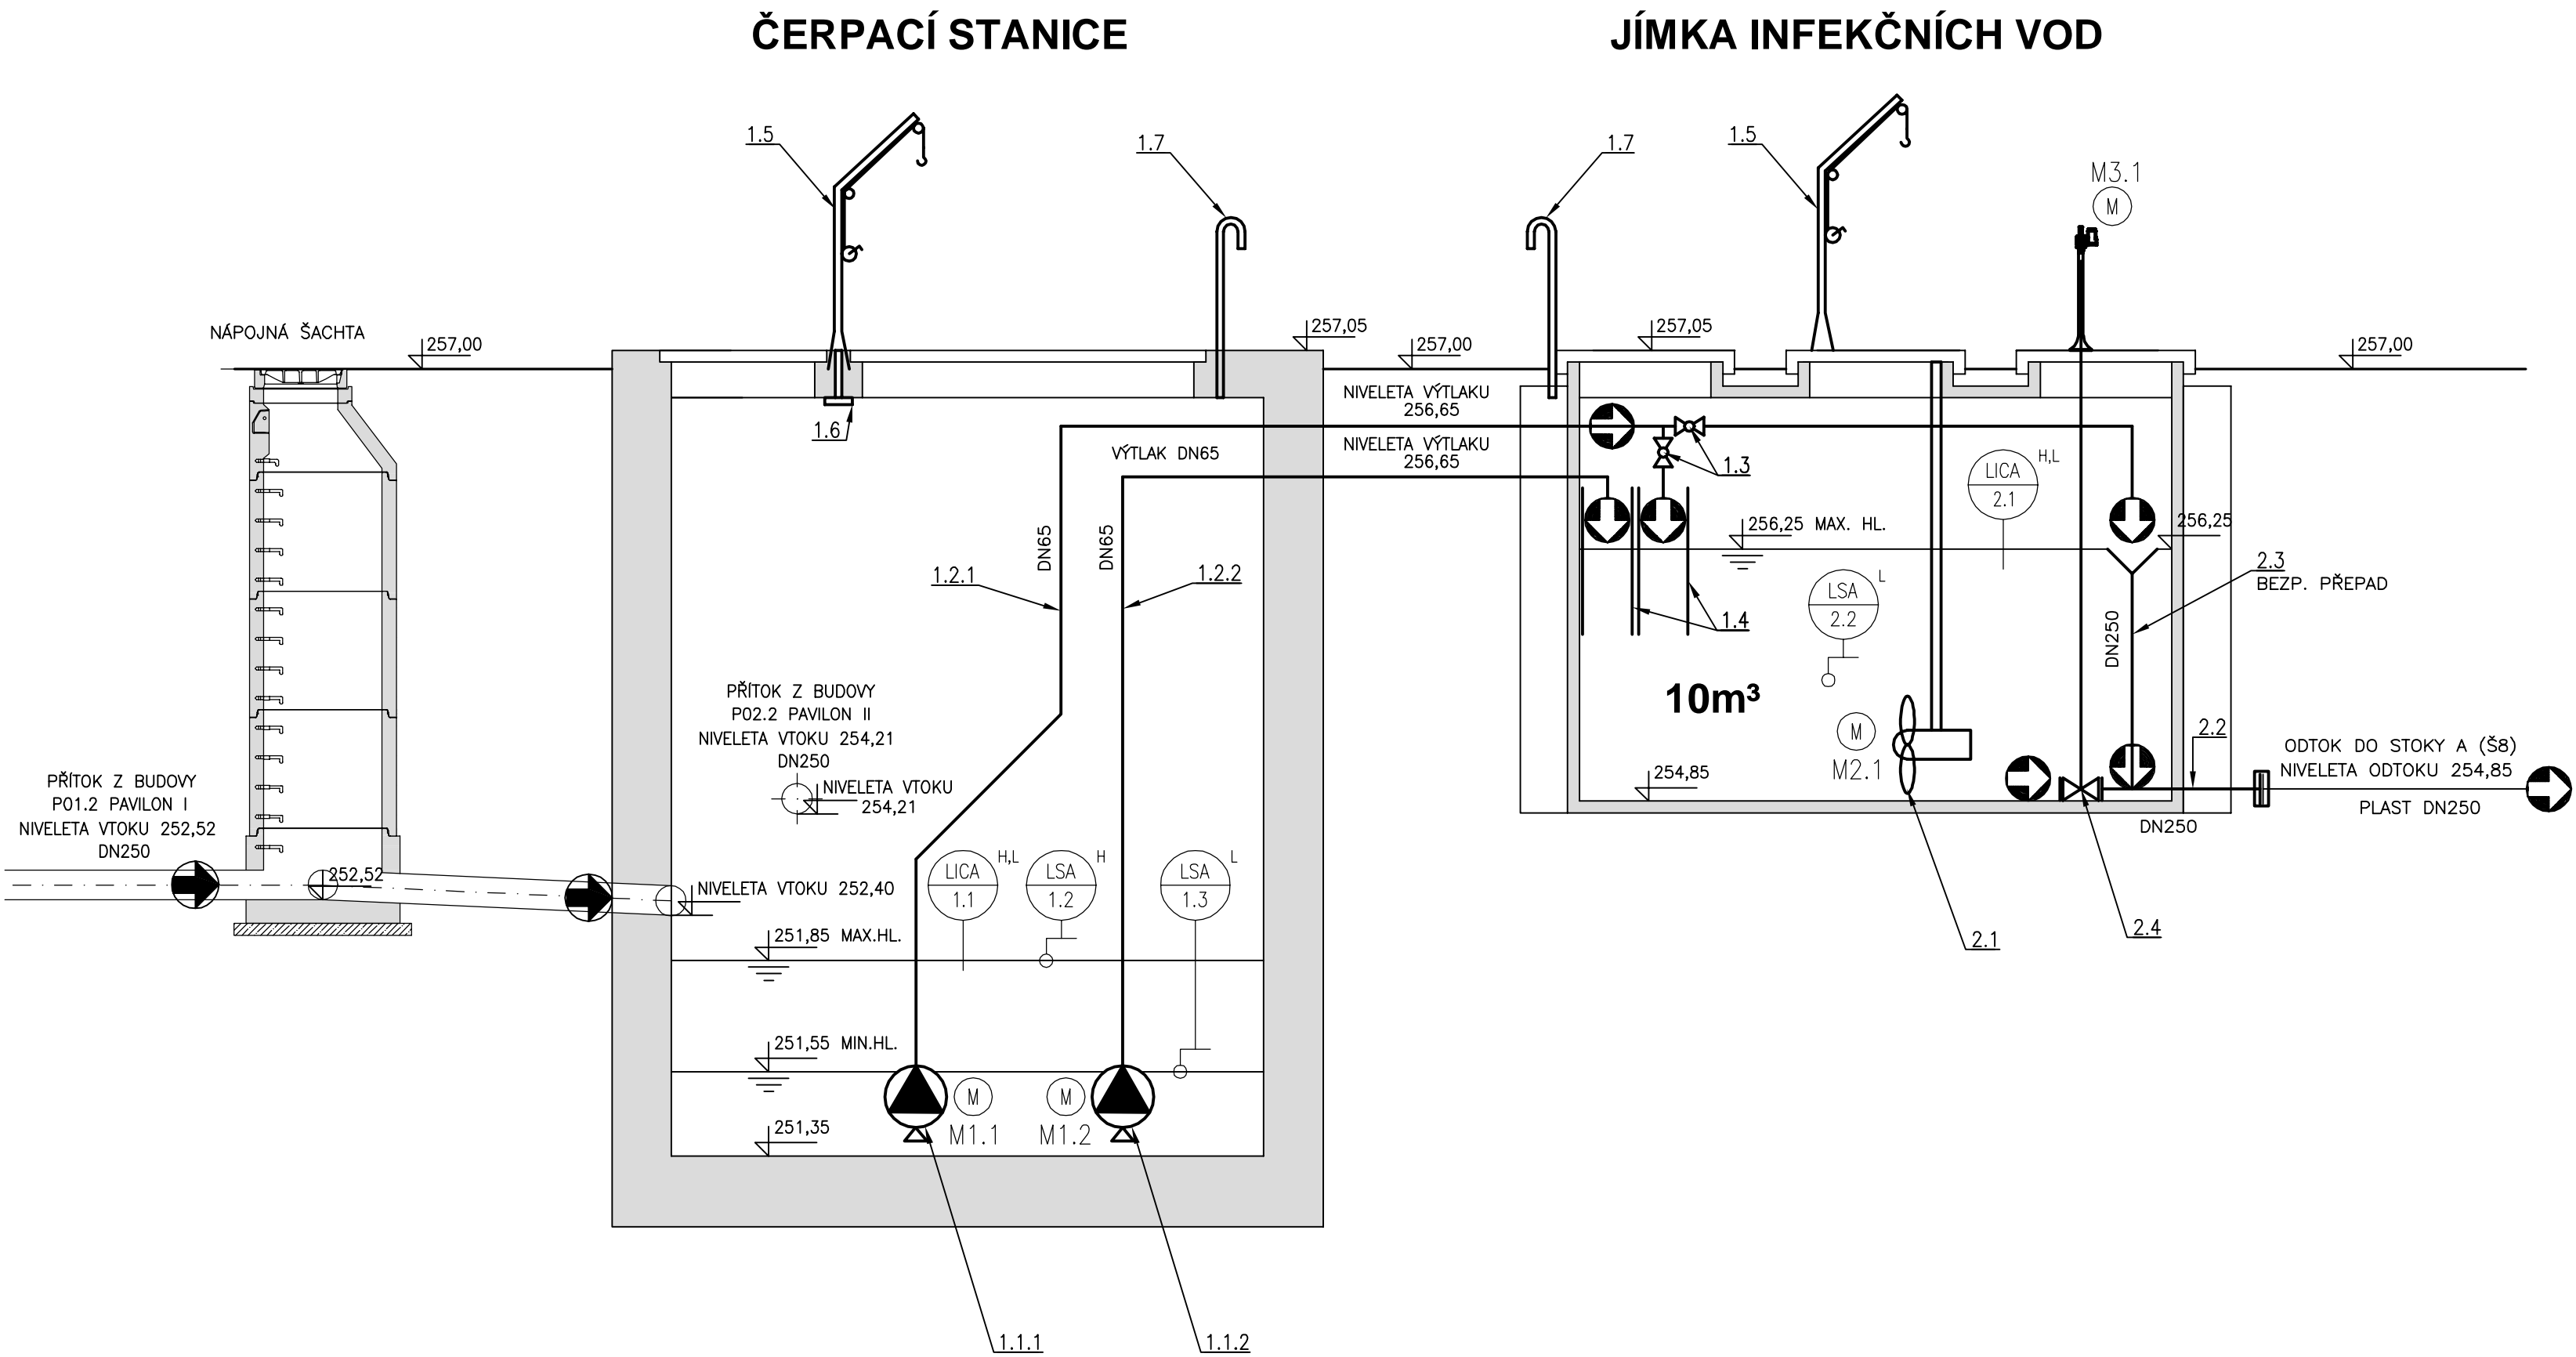 ČERPACÍ STANICE
JÍMKA INFEKČNÍCH VOD
1.5
1.7
1.7
1.5
M3.1
M
NÁPOJNÁ ŠACHTA
257,00
257,05
257,00
257,05
257,00
1.6
NIVELETA VÝTLAKU
256,65
NIVELETA VÝTLAKU
256,65
VÝTLAK DN65
1.3
LICA
2.1
H,L
256,25 MAX. HL.
256,25
DN65
DN65
1.2.1
1.2.2
LSA
2.2
L
1.4
2.3
BEZP. PŘEPAD
DN250
10m³
PŘÍTOK Z BUDOVY
PO2.2 PAVILON II
NIVELETA VTOKU 254,21
DN250
NIVELETA VTOKU
254,21
M
M2.1
254,85
2.2
ODTOK DO STOKY A (Š8)
NIVELETA ODTOKU 254,85
PLAST DN250
DN250
PŘÍTOK Z BUDOVY
PO1.2 PAVILON I
NIVELETA VTOKU 252,52
DN250
252,52
NIVELETA VTOKU 252,40
LICA
1.1
H,L
LSA
1.2
H
LSA
1.3
L
2.1
2.4
251,85 MAX.HL.
251,55 MIN.HL.
251,35
M
M1.1
M
M1.2
1.1.1
1.1.2